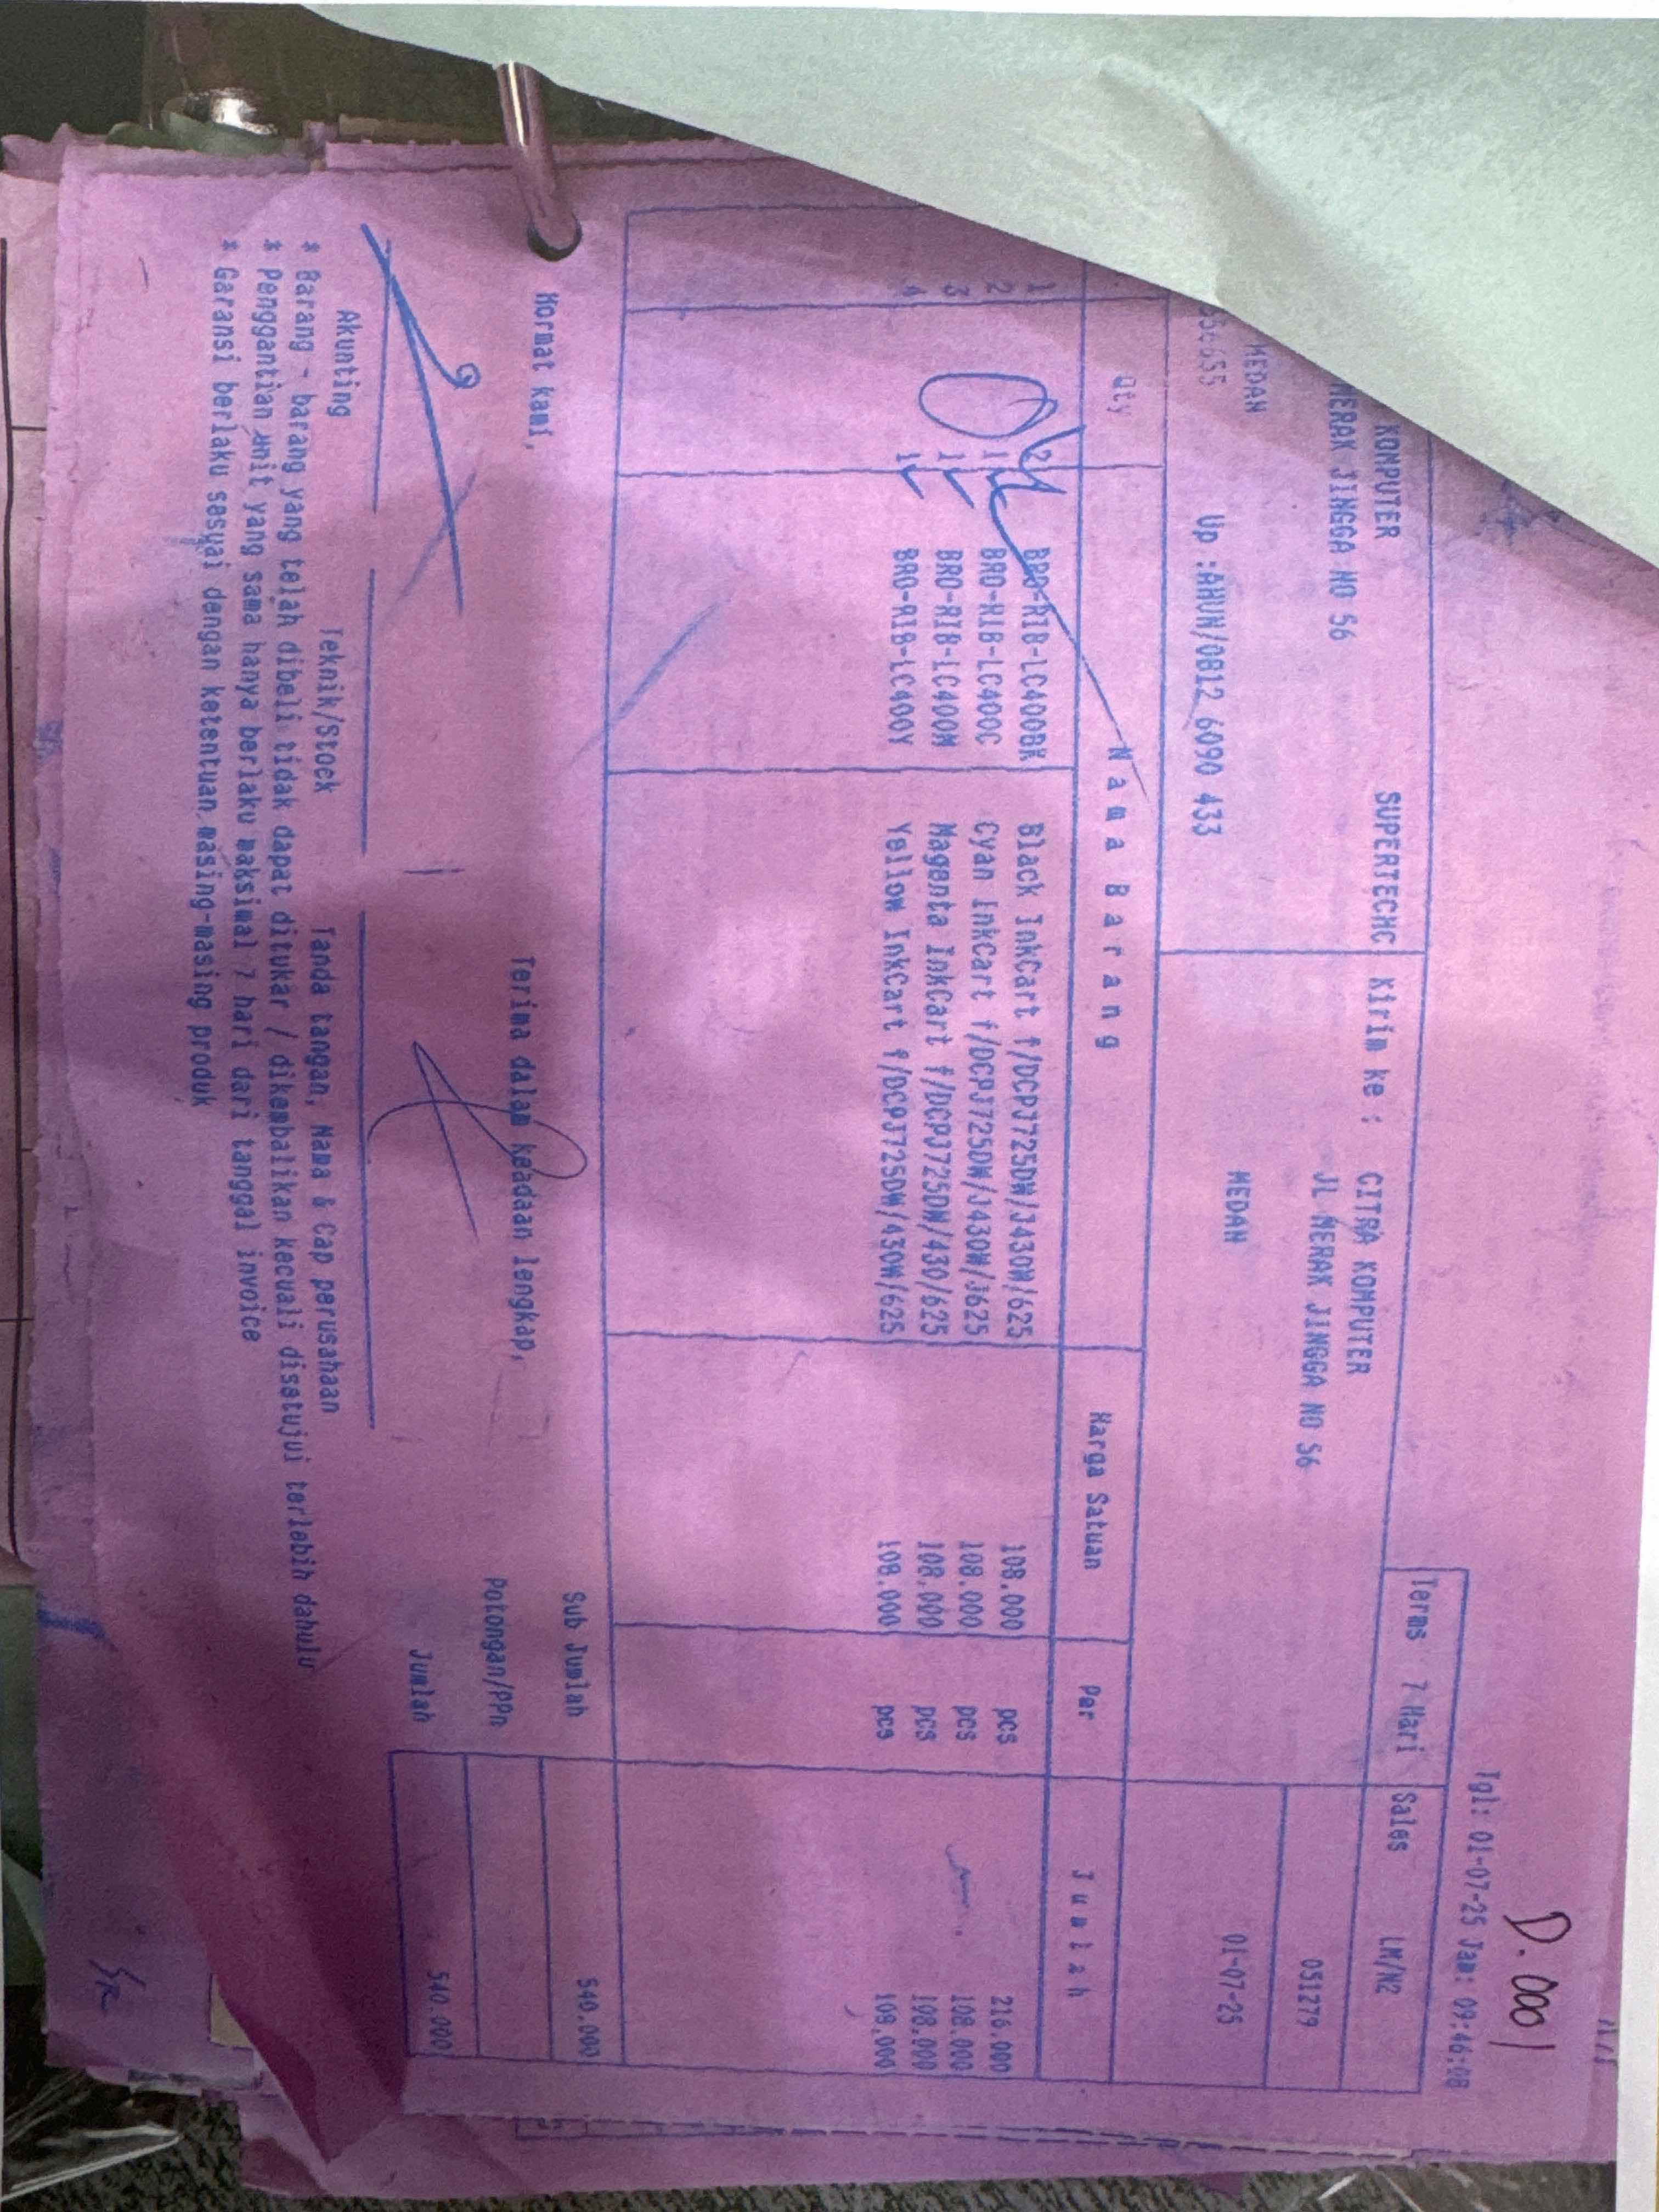 D.0001
Tgl: 01-07-25 Jam: 09:46:08
Terms 7 Hari Sales LM/N2
KOMPUTER SUPERTECHC Kirim ke : CITRA KOMPUTER
MERAK JINGGA NO 56 JL MERAK JINGGA NO 56
051279
MEDAN MEDAN
01-07-25
Up :AHUN/0812 6090 433
Qty Nama Barang Harga Satuan Per Jumlah
1 2 BRO-RIB-LC400BK Black InkCart f/DCPJ725DW/J430W/625 108.000 pcs 216.000
2 1 BRO-RIB-LC400C Cyan InkCart f/DCPJ725DW/J430W/J625 108.000 pcs 108.000
3 1 BRO-RIB-LC400M Magenta InkCart f/DCPJ725DW/430/625 108.000 pcs 108.000
4 1 BRO-RIB-LC400Y Yellow InkCart f/DCPJ725DW/430W/625 108.000 pcs 108.000
Hormat kami, Terima dalam keadaan lengkap, Sub Jumlah 540.000
Potongan/PPn
Jumlah 540.000
Akunting Teknik/Stock Tanda tangan, Nama & Cap perusahaan
* Barang - barang yang telah dibeli tidak dapat ditukar / dikembalikan kecuali disetujui terlebih dahulu
* Penggantian unit yang sama hanya berlaku maksimal 7 hari dari tanggal invoice
* Garansi berlaku sesuai dengan ketentuan masing-masing produk